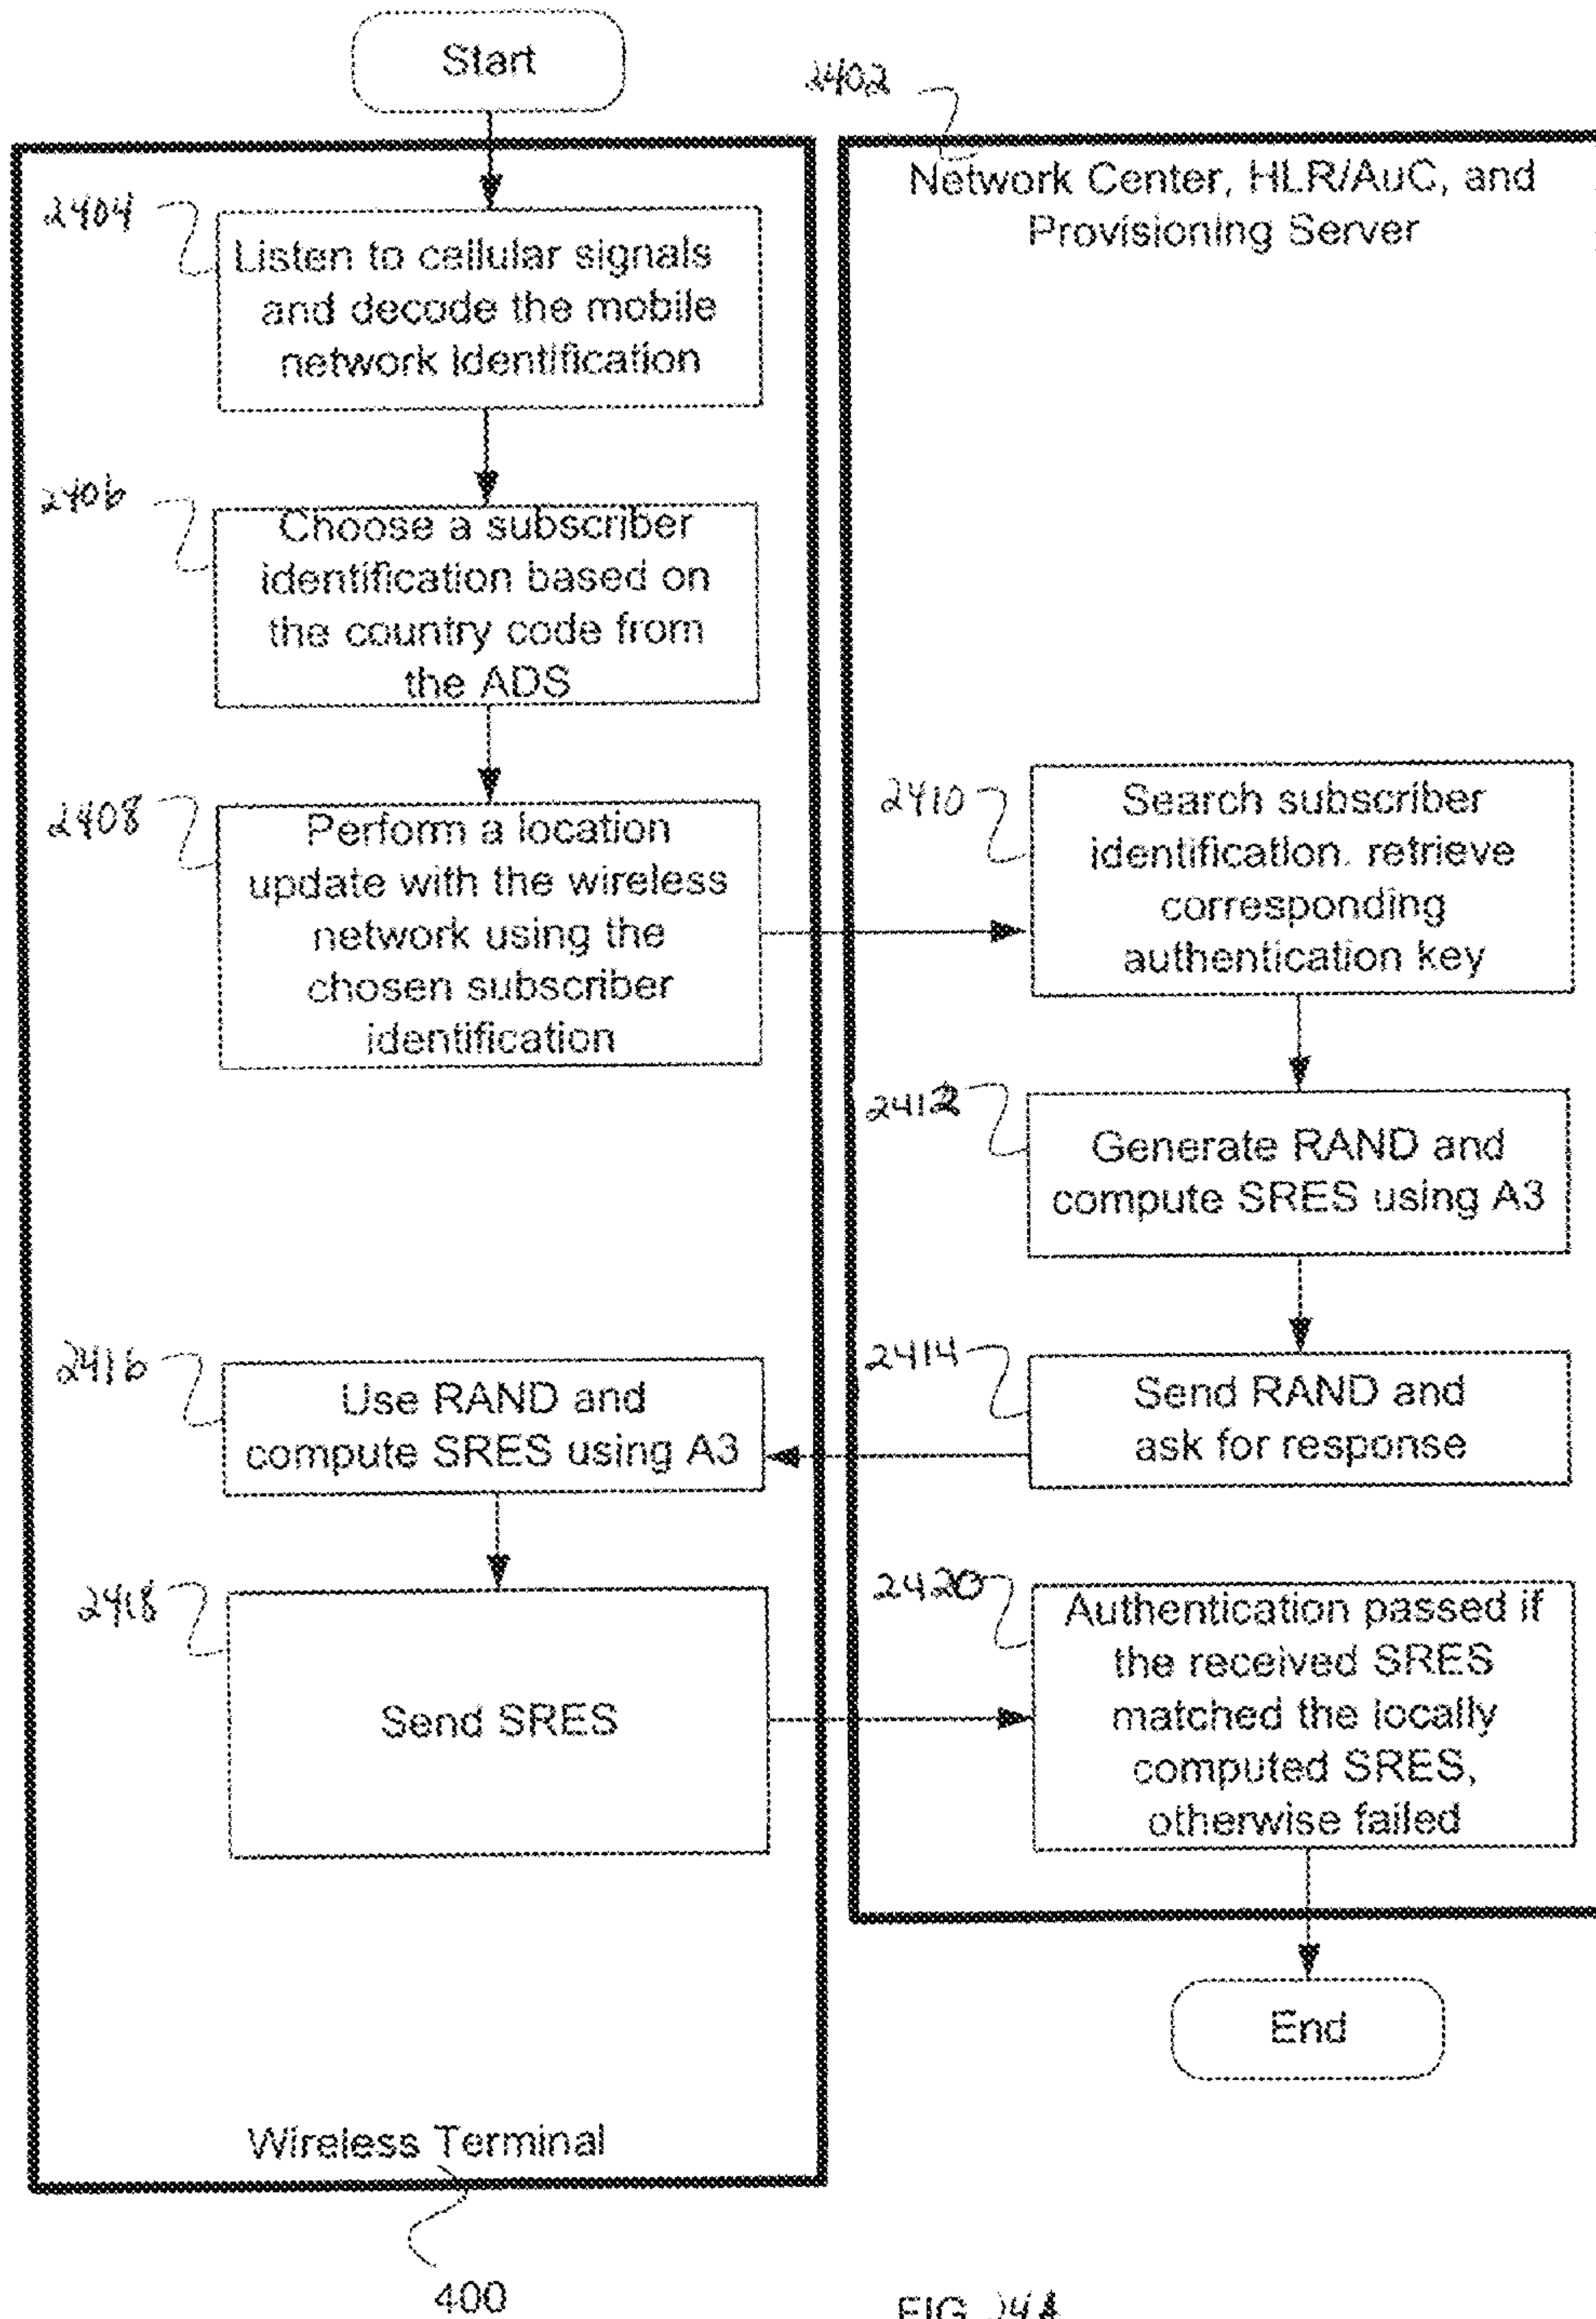 Start
2402
Network Center, HLR/AuC, and
Provisioning Server
2404
Listen to cellular signals
and decode the mobile
network identification
2406
Choose a subscriber
identification based on
the country code from
the ADS
2408
Perform a location
update with the wireless
network using the
chosen subscriber
identification
2410
Search subscriber
identification. retrieve
corresponding
authentication key
2412
Generate RAND and
compute SRES using A3
2414
Send RAND and
ask for response
2416
Use RAND and
compute SRES using A3
2418
Send SRES
2420
Authentication passed if
the received SRES
matched the locally
computed SRES,
otherwise failed
End
Wireless Terminal
400
FIG 24A